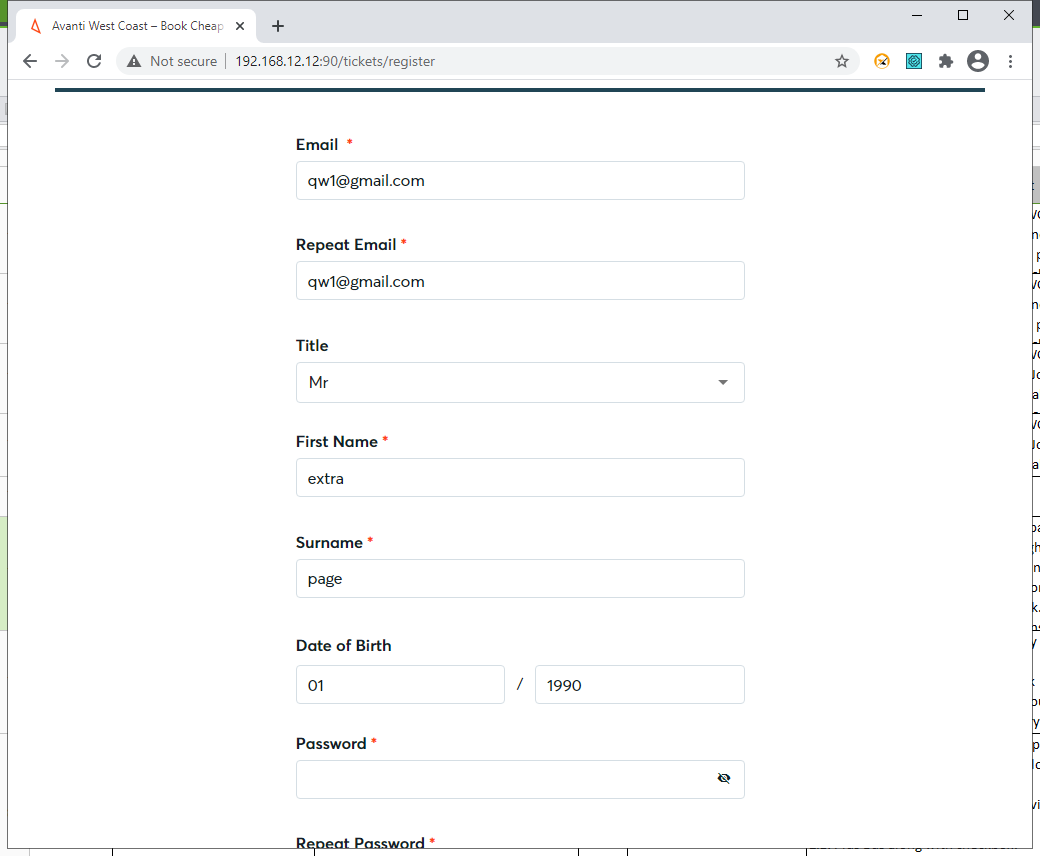 Avanti West Coast – Book Cheap
Not secure
192.168.12.12:90/tickets/register
Email *
qw1@gmail.com
Repeat Email *
qw1@gmail.com
Title
Mr
First Name *
extra
Surname *
page
Date of Birth
01 / 1990
Password *
Repeat Password *